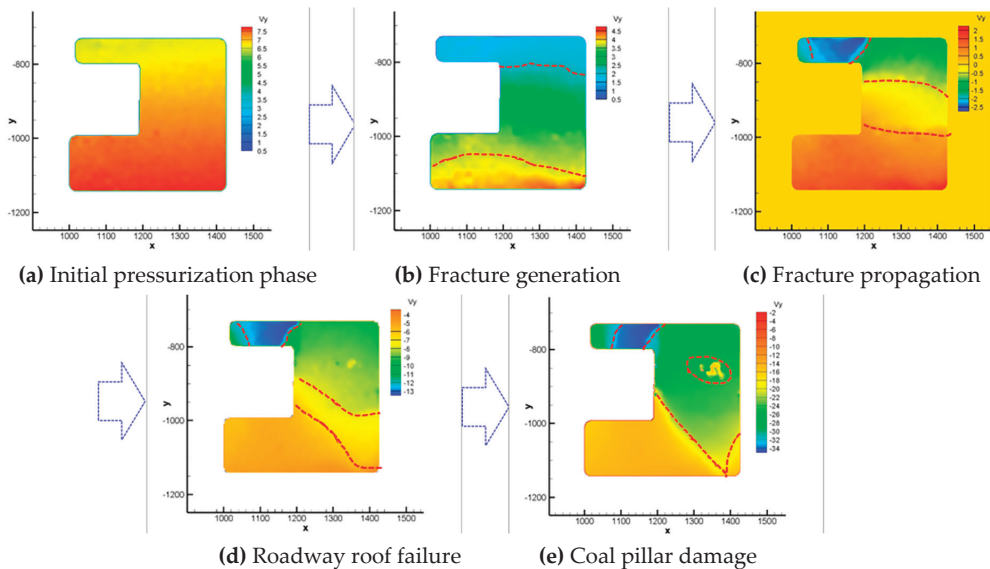 Vy
7.5
7
6.5
6
5.5
5
4.5
4
3.5
3
2.5
2
1.5
1
0.5
-800
-1000
-1200
y
1000 1100 1200 1300 1400 1500
x
Vy
4.5
3.5
2.5
1.5
0.5
-800
-1000
-1200
y
1000 1100 1200 1300 1400 1500
x
Vy
2
1.5
1
0.5
0
-0.5
-1
-1.5
-2
-2.5
-800
-1000
-1200
y
1000 1100 1200 1300 1400 1500
x
(a) Initial pressurization phase
(b) Fracture generation
(c) Fracture propagation
Vy
-4
-5
-6
-7
-8
-9
-10
-11
-12
-13
-800
-1000
-1200
y
1000 1100 1200 1300 1400 1500
x
Vy
-2
-4
-6
-8
-10
-12
-14
-16
-18
-20
-22
-24
-26
-28
-30
-32
-34
-800
-1000
-1200
y
1000 1100 1200 1300 1400 1500
x
(d) Roadway roof failure
(e) Coal pillar damage